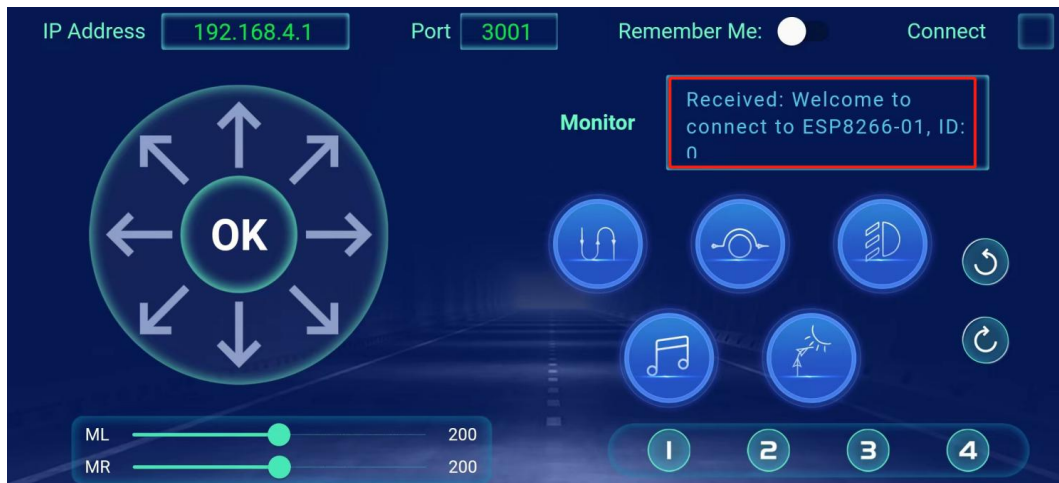 IP Address 192.168.4.1 Port 3001 Remember Me: Connect
Monitor
Received: Welcome to
connect to ESP8266-01, ID:
0
OK
ML 200
MR 200
1 2 3 4